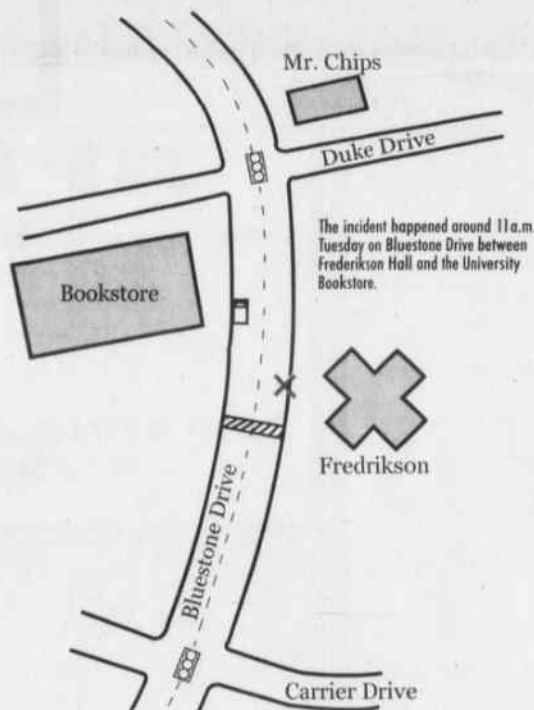 Mr. Chips
Duke Drive
The incident happened around 11a.m.
Tuesday on Bluestone Drive between
Frederikson Hall and the University
Bookstore.
Bookstore
Fredrikson
Bluestone Drive
Carrier Drive